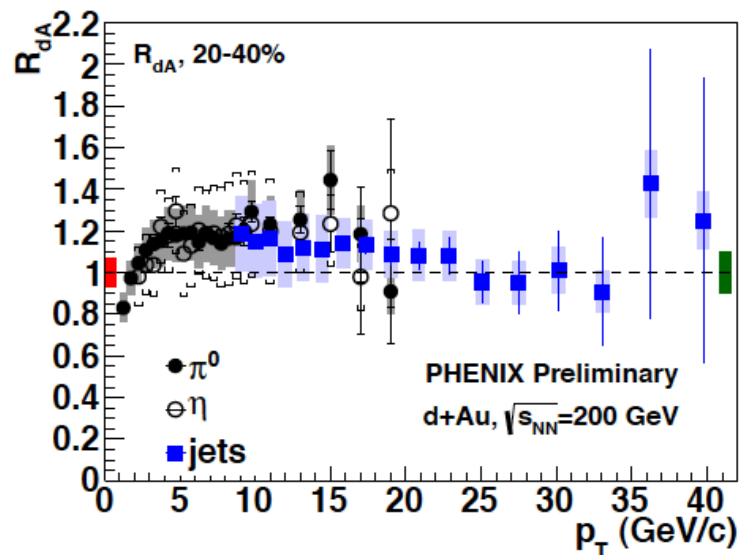 R_dA
2.2
2
1.8
1.6
1.4
1.2
1
0.8
0.6
0.4
0.2
0
R_dA, 20-40%
π⁰
η
jets
PHENIX Preliminary
d+Au, √s_NN=200 GeV
0 5 10 15 20 25 30 35 40
p_T (GeV/c)